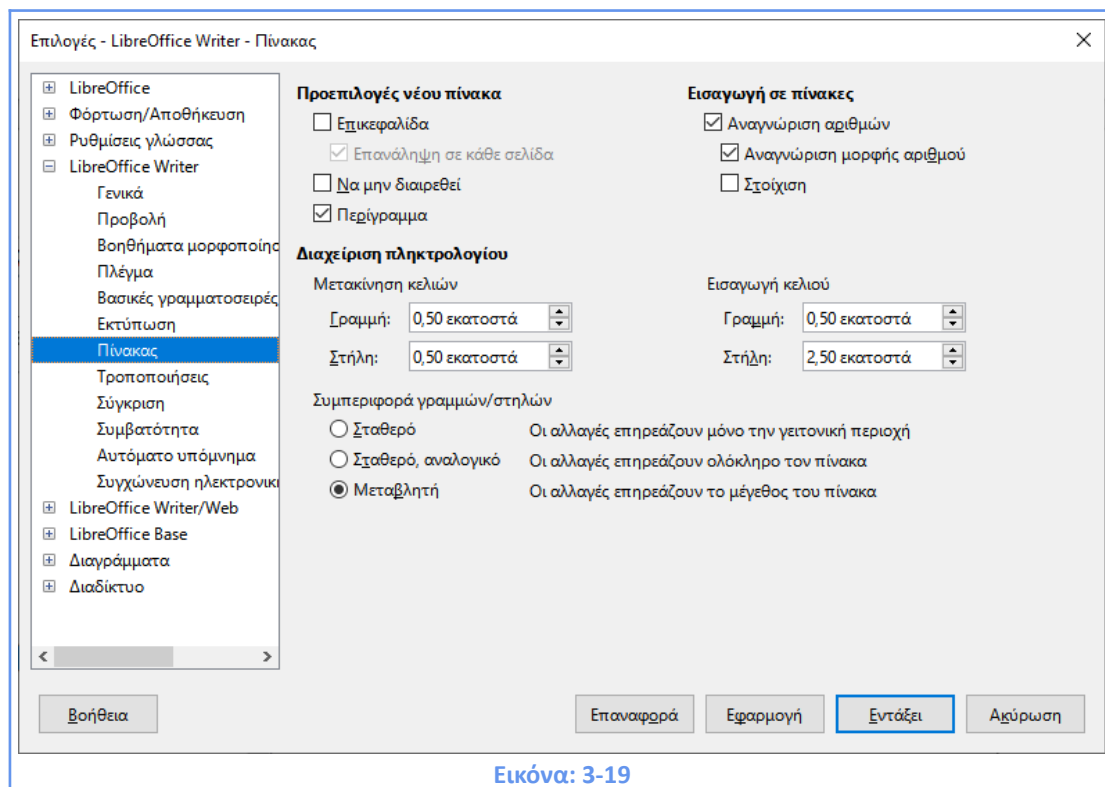 Επιλογές - LibreOffice Writer - Πίνακας
LibreOffice
Φόρτωση/Αποθήκευση
Ρυθμίσεις γλώσσας
LibreOffice Writer
Γενικά
Προβολή
Βοηθήματα μορφοποίησ
Πλέγμα
Βασικές γραμματοσειρές
Εκτύπωση
Πίνακας
Τροποποιήσεις
Σύγκριση
Συμβατότητα
Αυτόματο υπόμνημα
Συγχώνευση ηλεκτρονικ
LibreOffice Writer/Web
LibreOffice Base
Διαγράμματα
Διαδίκτυο
Προεπιλογές νέου πίνακα
Επικεφαλίδα
Επανάληψη σε κάθε σελίδα
Να μην διαιρεθεί
Περίγραμμα
Εισαγωγή σε πίνακες
Αναγνώριση αριθμών
Αναγνώριση μορφής αριθμού
Στοίχιση
Διαχείριση πληκτρολογίου
Μετακίνηση κελιών
Γραμμή: 0,50 εκατοστά
Στήλη: 0,50 εκατοστά
Εισαγωγή κελιού
Γραμμή: 0,50 εκατοστά
Στήλη: 2,50 εκατοστά
Συμπεριφορά γραμμών/στηλών
Σταθερό Οι αλλαγές επηρεάζουν μόνο την γειτονική περιοχή
Σταθερό, αναλογικό Οι αλλαγές επηρεάζουν ολόκληρο τον πίνακα
Μεταβλητή Οι αλλαγές επηρεάζουν το μέγεθος του πίνακα
Βοήθεια Επαναφορά Εφαρμογή Εντάξει Ακύρωση
Εικόνα: 3-19